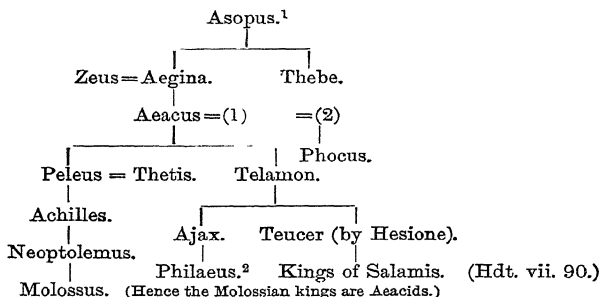 Asopus.¹
Zeus=Aegina. Thebe.
Aeacus=(1) =(2)
Phocus.
Peleus = Thetis. Telamon.
Achilles.
Ajax. Teucer (by Hesione).
Neoptolemus.
Philaeus.² Kings of Salamis. (Hdt. vii. 90.)
Molossus. (Hence the Molossian kings are Aeacids.)